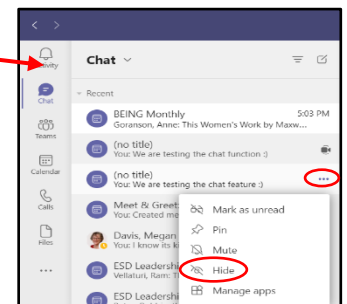 Activity
Chat
Teams
Calendar
Calls
Files
Chat
Recent
BEING Monthly 5:03 PM
Goranson, Anne: This Women's Work by Maxw...
(no title)
You: We are testing the chat function :)
(no title)
You: We are testing the chat feature :)
Meet & Greet
You: Created me
Davis, Megan
You: I know its ki
ESD Leadershi
Vellaturi, Ram: T
ESD Leadershi
Mark as unread
Pin
Mute
Hide
Manage apps